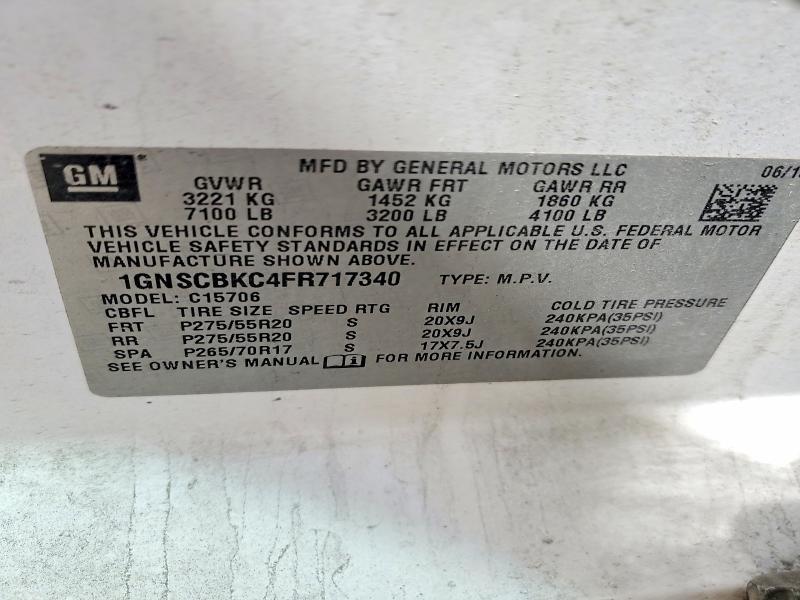 GM MFD BY GENERAL MOTORS LLC
GVWR GAWR FRT GAWR RR
3221 KG 1452 KG 1860 KG
7100 LB 3200 LB 4100 LB
THIS VEHICLE CONFORMS TO ALL APPLICABLE U.S. FEDERAL MOTOR
VEHICLE SAFETY STANDARDS IN EFFECT ON THE DATE OF
MANUFACTURE SHOWN ABOVE.
1GNSCBKC4FR717340 TYPE: M.P.V.
MODEL: C15706
CBFL TIRE SIZE SPEED RTG RIM COLD TIRE PRESSURE
FRT P275/55R20 S 20X9J 240KPA(35PSI)
RR P275/55R20 S 20X9J 240KPA(35PSI)
SPA P265/70R17 S 17X7.5J 240KPA(35PSI)
SEE OWNER'S MANUAL FOR MORE INFORMATION.